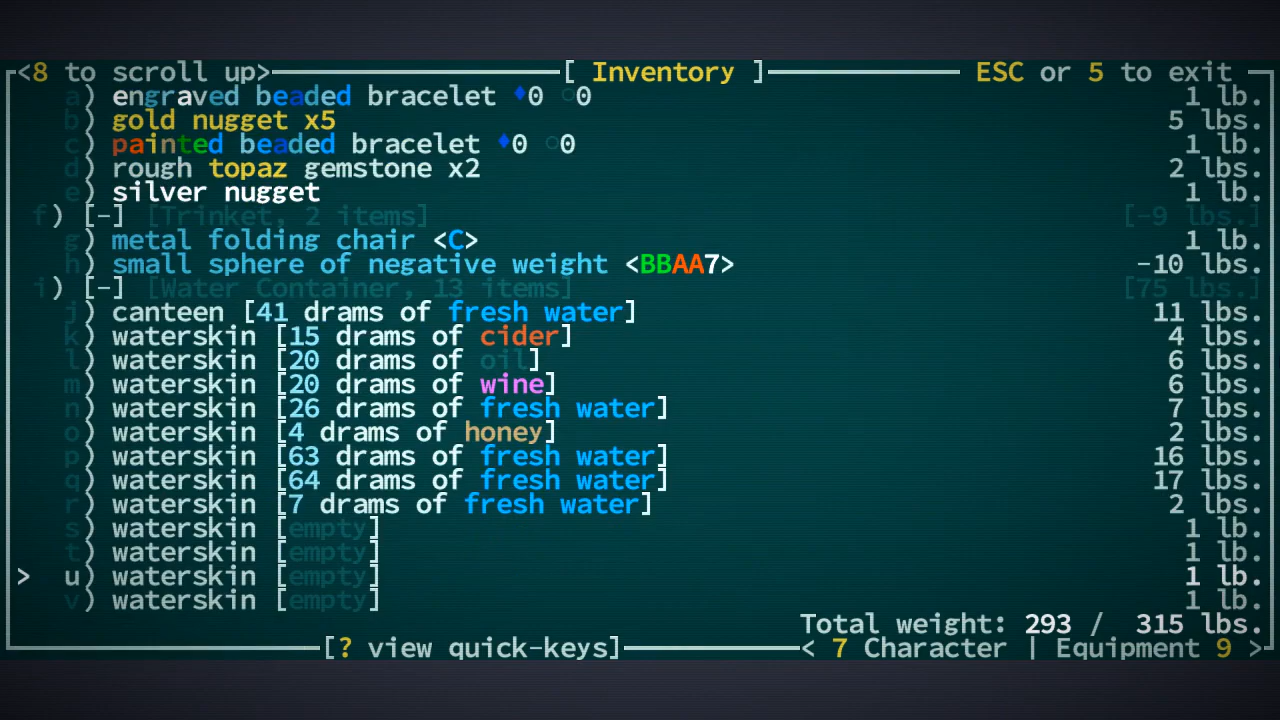 <8 to scroll up> [ Inventory ] ESC or 5 to exit
a) engraved beaded bracelet ♦0 ○0 1 lb.
b) gold nugget x5 5 lbs.
c) painted beaded bracelet ♦0 ○0 1 lb.
d) rough topaz gemstone x2 2 lbs.
e) silver nugget 1 lb.
f) [-] [Trinket, 2 items] [-9 lbs.]
g) metal folding chair <C> 1 lb.
h) small sphere of negative weight <BBAA7> -10 lbs.
i) [-] [Water Container, 13 items] [75 lbs.]
j) canteen [41 drams of fresh water] 11 lbs.
k) waterskin [15 drams of cider] 4 lbs.
l) waterskin [20 drams of oil] 6 lbs.
m) waterskin [20 drams of wine] 6 lbs.
n) waterskin [26 drams of fresh water] 7 lbs.
o) waterskin [4 drams of honey] 2 lbs.
p) waterskin [63 drams of fresh water] 16 lbs.
q) waterskin [64 drams of fresh water] 17 lbs.
r) waterskin [7 drams of fresh water] 2 lbs.
s) waterskin [empty] 1 lb.
t) waterskin [empty] 1 lb.
> u) waterskin [empty] 1 lb.
v) waterskin [empty] 1 lb.
Total weight: 293 / 315 lbs.
[? view quick-keys] < 7 Character | Equipment 9 >